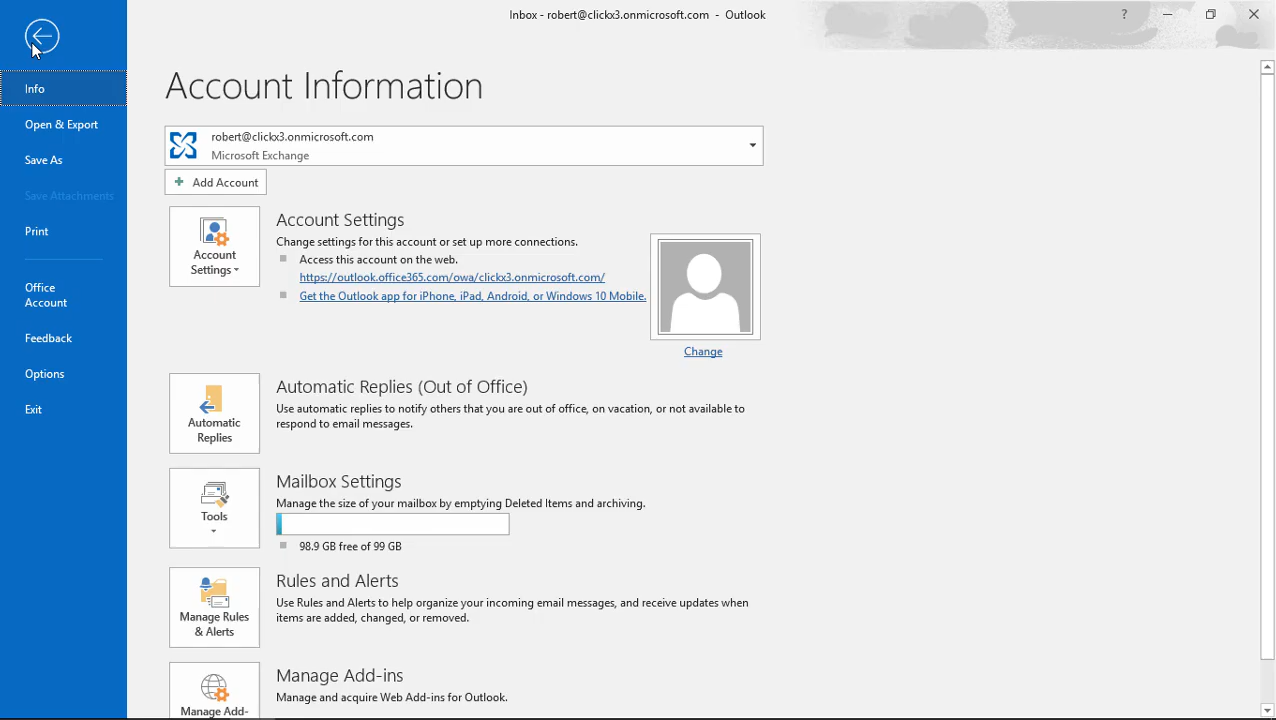 Inbox - robert@clickx3.onmicrosoft.com - Outlook
?
Info
Open & Export
Save As
Save Attachments
Print
Office
Account
Feedback
Options
Exit
Account Information
robert@clickx3.onmicrosoft.com
Microsoft Exchange
Add Account
Account
Settings
Account Settings
Change settings for this account or set up more connections.
Access this account on the web.
https://outlook.office365.com/owa/clickx3.onmicrosoft.com/
Get the Outlook app for iPhone, iPad, Android, or Windows 10 Mobile.
Change
Automatic
Replies
Automatic Replies (Out of Office)
Use automatic replies to notify others that you are out of office, on vacation, or not available to
respond to email messages.
Tools
Mailbox Settings
Manage the size of your mailbox by emptying Deleted Items and archiving.
98.9 GB free of 99 GB
Manage Rules
& Alerts
Rules and Alerts
Use Rules and Alerts to help organize your incoming email messages, and receive updates when
items are added, changed, or removed.
Manage Add-
Manage Add-ins
Manage and acquire Web Add-ins for Outlook.